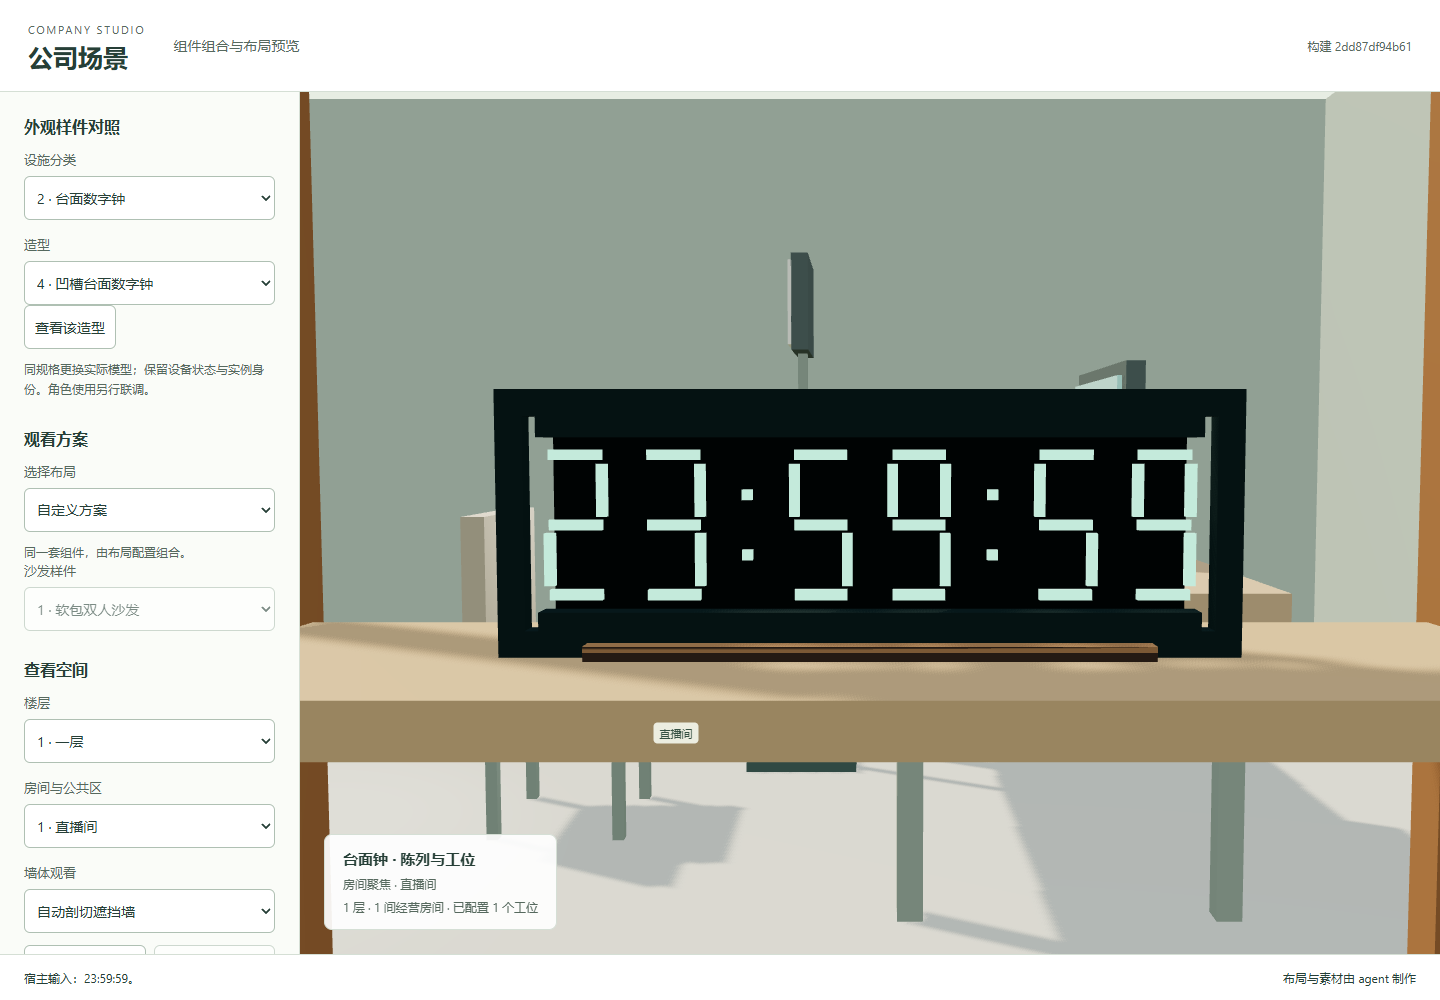 COMPANY STUDIO
公司场景
组件组合与布局预览
构建 2dd87df94b61
外观样件对照
设施分类
2 · 台面数字钟
造型
4 · 凹槽台面数字钟
查看该造型
同规格更换实际模型；保留设备状态与实例身
份。角色使用另行联调。
观看方案
选择布局
自定义方案
同一套组件，由布局配置组合。
沙发样件
1 · 软包双人沙发
查看空间
楼层
1 · 一层
房间与公共区
1 · 直播间
墙体观看
自动剖切遮挡墙
23:59:59
直播间
台面钟 · 陈列与工位
房间聚焦 · 直播间
1 层 · 1 间经营房间 · 已配置 1 个工位
宿主输入：23:59:59。
布局与素材由 agent 制作